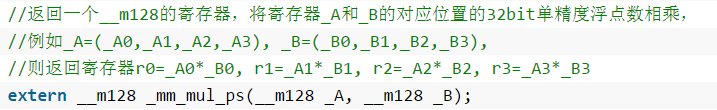 //返回一个__m128的寄存器，将寄存器_A和_B的对应位置的32bit单精度浮点数相乘，
//例如_A=(_A0,_A1,_A2,_A3), _B=(_B0,_B1,_B2,_B3),
//则返回寄存器r0=_A0*_B0, r1=_A1*_B1, r2=_A2*_B2, r3=_A3*_B3
extern __m128 _mm_mul_ps(__m128 _A, __m128 _B);